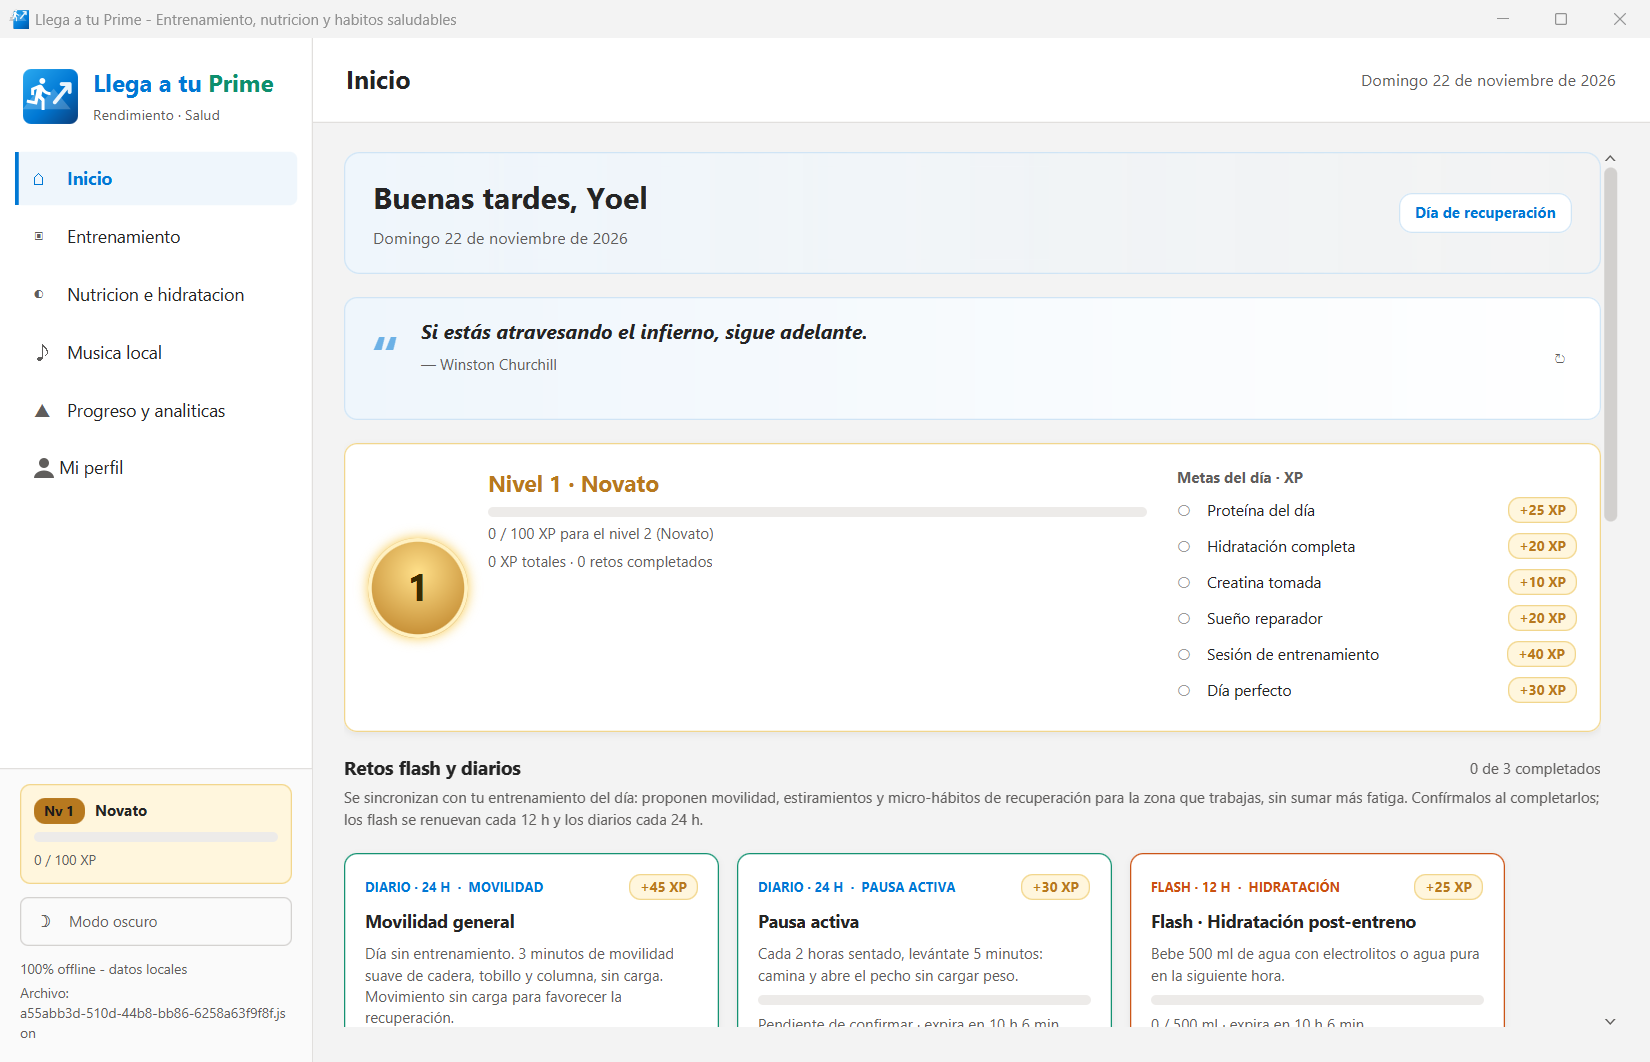 Llega a tu Prime - Entrenamiento, nutricion y habitos saludables
Llega a tu Prime
Rendimiento · Salud
Inicio
Entrenamiento
Nutricion e hidratacion
Musica local
Progreso y analiticas
Mi perfil
Nv 1
Novato
0 / 100 XP
Modo oscuro
100% offline - datos locales
Archivo:
a55abb3d-510d-44b8-bb86-6258a63f9f8f.js
on
Inicio
Domingo 22 de noviembre de 2026
Buenas tardes, Yoel
Domingo 22 de noviembre de 2026
Día de recuperación
“
Si estás atravesando el infierno, sigue adelante.
— Winston Churchill
1
Nivel 1 · Novato
0 / 100 XP para el nivel 2 (Novato)
0 XP totales · 0 retos completados
Metas del día · XP
Proteína del día +25 XP
Hidratación completa +20 XP
Creatina tomada +10 XP
Sueño reparador +20 XP
Sesión de entrenamiento +40 XP
Día perfecto +30 XP
Retos flash y diarios
0 de 3 completados
Se sincronizan con tu entrenamiento del día: proponen movilidad, estiramientos y micro-hábitos de recuperación para la zona que trabajas, sin sumar más fatiga. Confírmalos al completarlos;
los flash se renuevan cada 12 h y los diarios cada 24 h.
DIARIO · 24 H · MOVILIDAD +45 XP
Movilidad general
Día sin entrenamiento. 3 minutos de movilidad
suave de cadera, tobillo y columna, sin carga.
Movimiento sin carga para favorecer la
recuperación.
DIARIO · 24 H · PAUSA ACTIVA +30 XP
Pausa activa
Cada 2 horas sentado, levántate 5 minutos:
camina y abre el pecho sin cargar peso.
Pendiente de confirmar · expira en 10 h 6 min
FLASH · 12 H · HIDRATACIÓN +25 XP
Flash · Hidratación post-entreno
Bebe 500 ml de agua con electrolitos o agua pura
en la siguiente hora.
0 / 500 ml · expira en 10 h 6 min